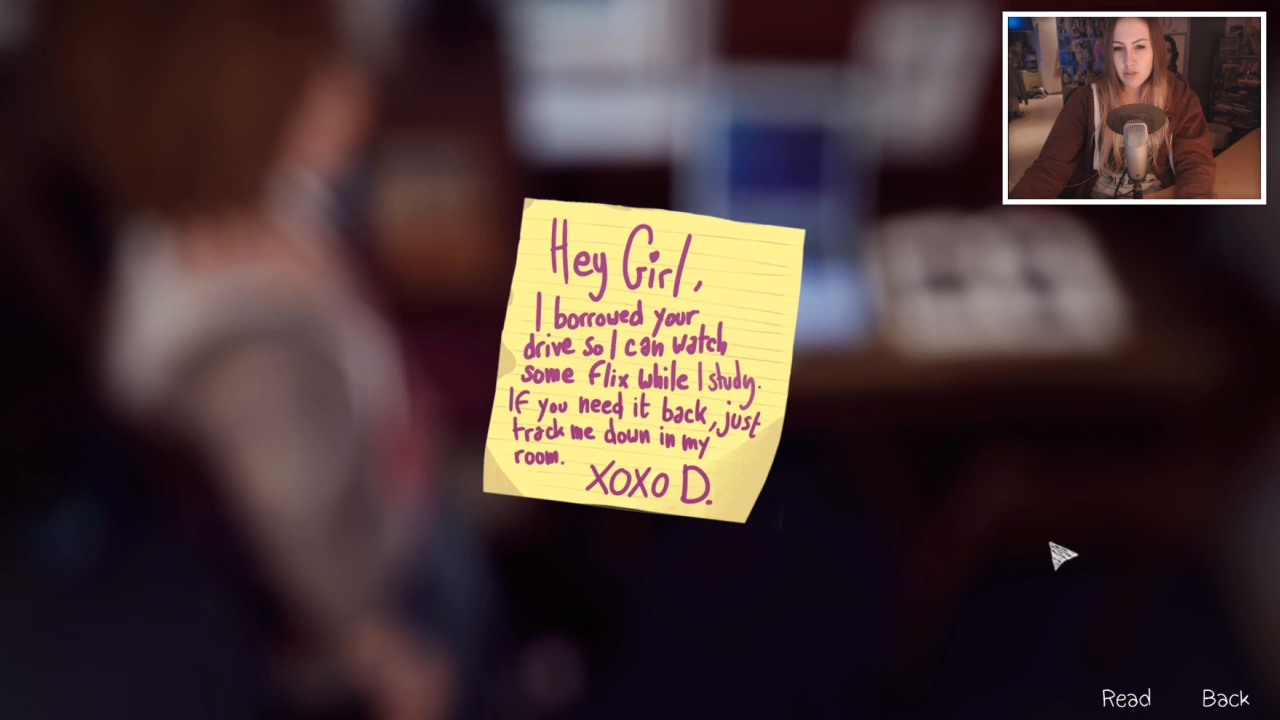 Hey Girl,
I borrowed your
drive so I can watch
some flix while I study.
If you need it back, just
track me down in my
room.
XOXO D.
Read Back